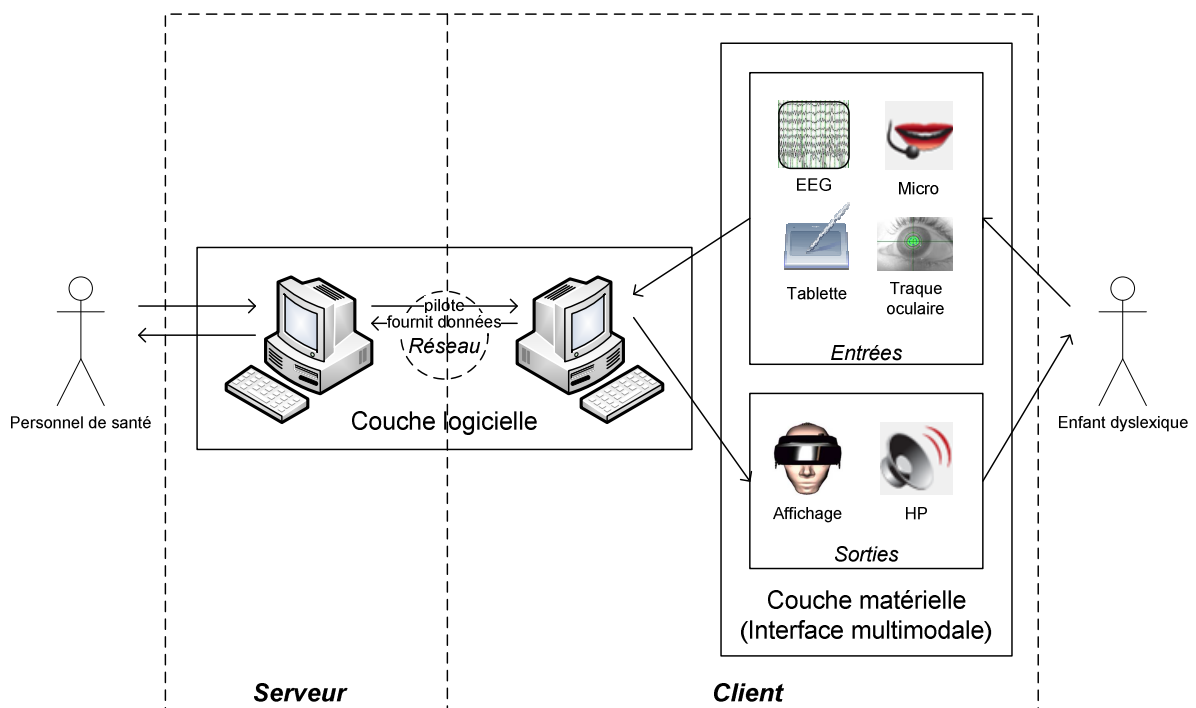 EEG
Micro
Tablette
Traque
oculaire
Entrées
pilote
fournit données
Réseau
Couche logicielle
Personnel de santé
Enfant dyslexique
Affichage
HP
Sorties
Couche matérielle
(Interface multimodale)
Serveur
Client